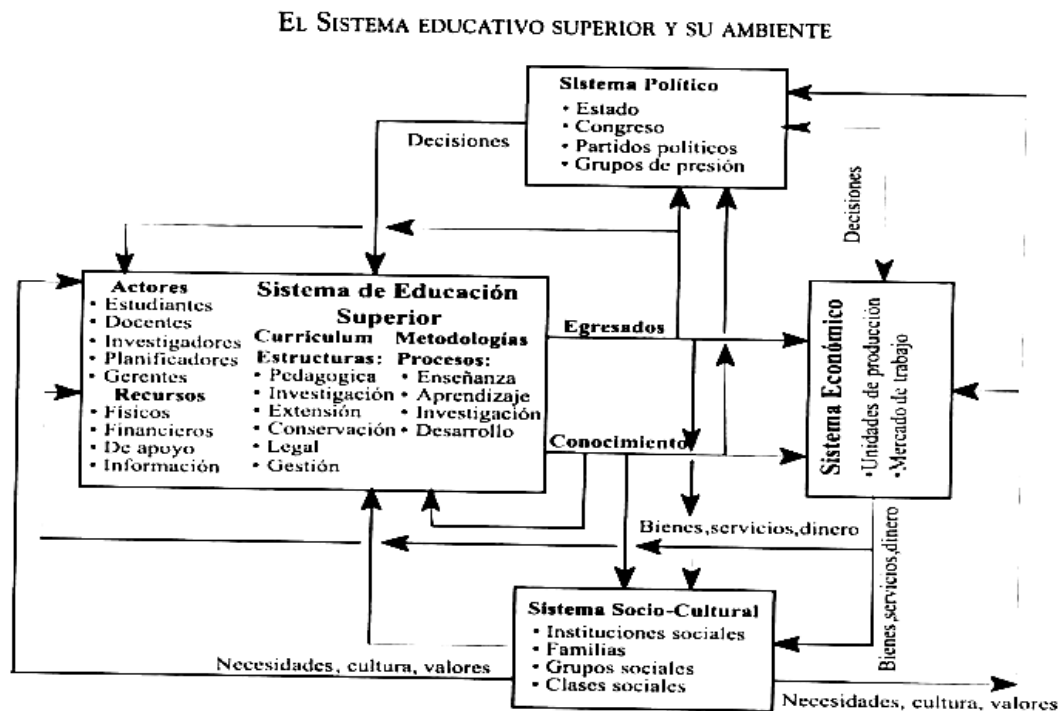 EL SISTEMA EDUCATIVO SUPERIOR Y SU AMBIENTE
Sistema Político
• Estado
• Congreso
• Partidos políticos
• Grupos de presión
Decisiones
Decisiones
Actores
• Estudiantes
• Docentes
• Investigadores
• Planificadores
• Gerentes
Recursos
• Físicos
• Financieros
• De apoyo
• Información
Sistema de Educación
Superior
Curriculum Metodologías
Estructuras: Procesos:
• Pedagogica • Enseñanza
• Investigación • Aprendizaje
• Extensión • Investigación
• Conservación • Desarrollo
• Legal
• Gestión
Egresados
Conocimiento
Sistema Económico
• Unidades de producción
• Mercado de trabajo
Bienes,servicios,dinero
Bienes,servicios,dinero
Sistema Socio-Cultural
• Instituciones sociales
• Familias
• Grupos sociales
• Clases sociales
Necesidades, cultura, valores
Necesidades, cultura, valores